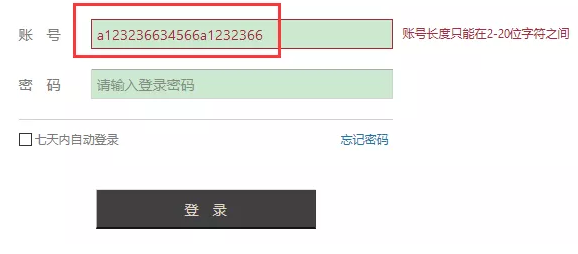 账 号 a123236634566a1232366 账号长度只能在2-20位字符之间
密 码 请输入登录密码
七天内自动登录 忘记密码
登 录